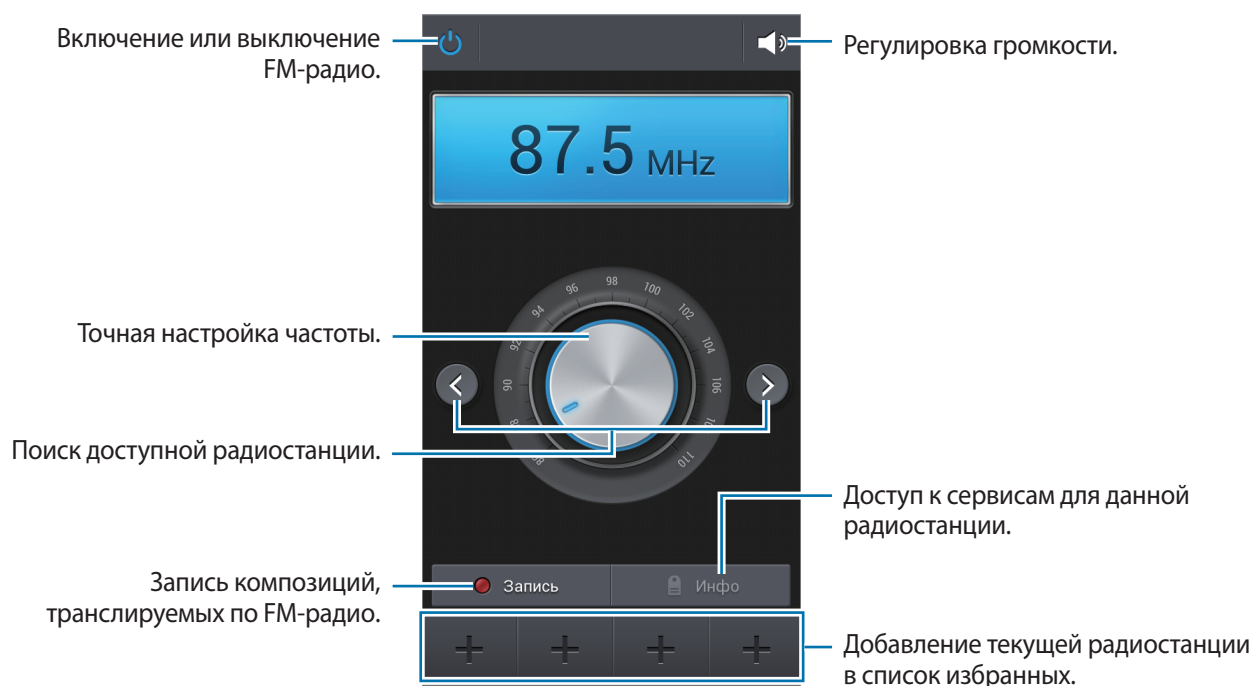 Включение или выключение
FM-радио.
Регулировка громкости.
87.5 MHz
98
96
100
94
102
92
104
Точная настройка частоты.
90
106
Поиск доступной радиостанции.
110
Доступ к сервисам для данной
радиостанции.
Запись композиций,
транслируемых по FM-радио.
Запись
Инфо
Добавление текущей радиостанции
в список избранных.